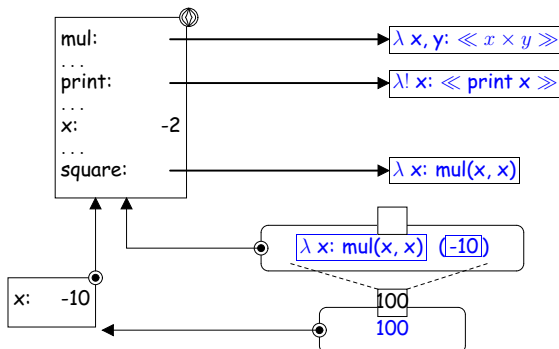 mul:
λ x, y: ≪ x × y ≫
...
print:
λ! x: ≪ print x ≫
...
x: -2
...
square:
λ x: mul(x, x)
λ x: mul(x, x) (-10)
x: -10
100
100